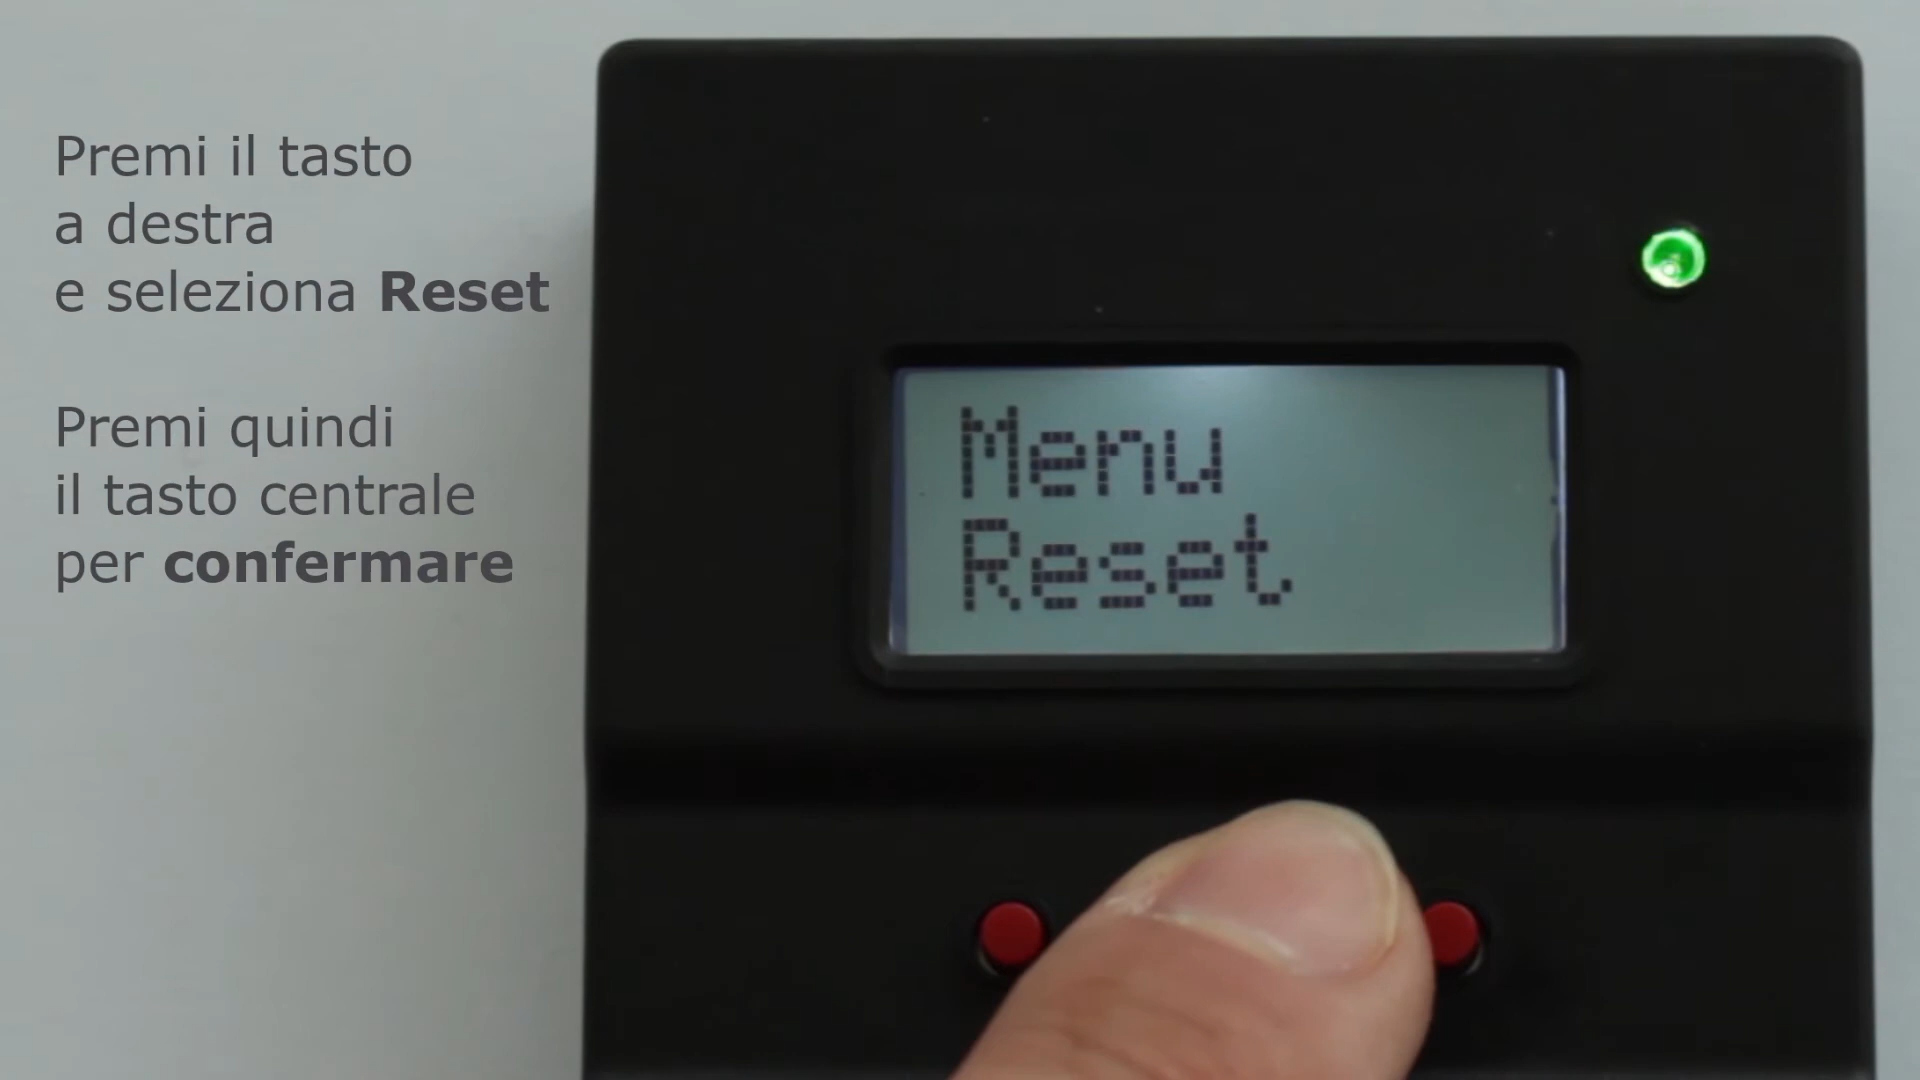 Premi il tasto
a destra
e seleziona Reset
Premi quindi
il tasto centrale
per confermare
Menu
Reset